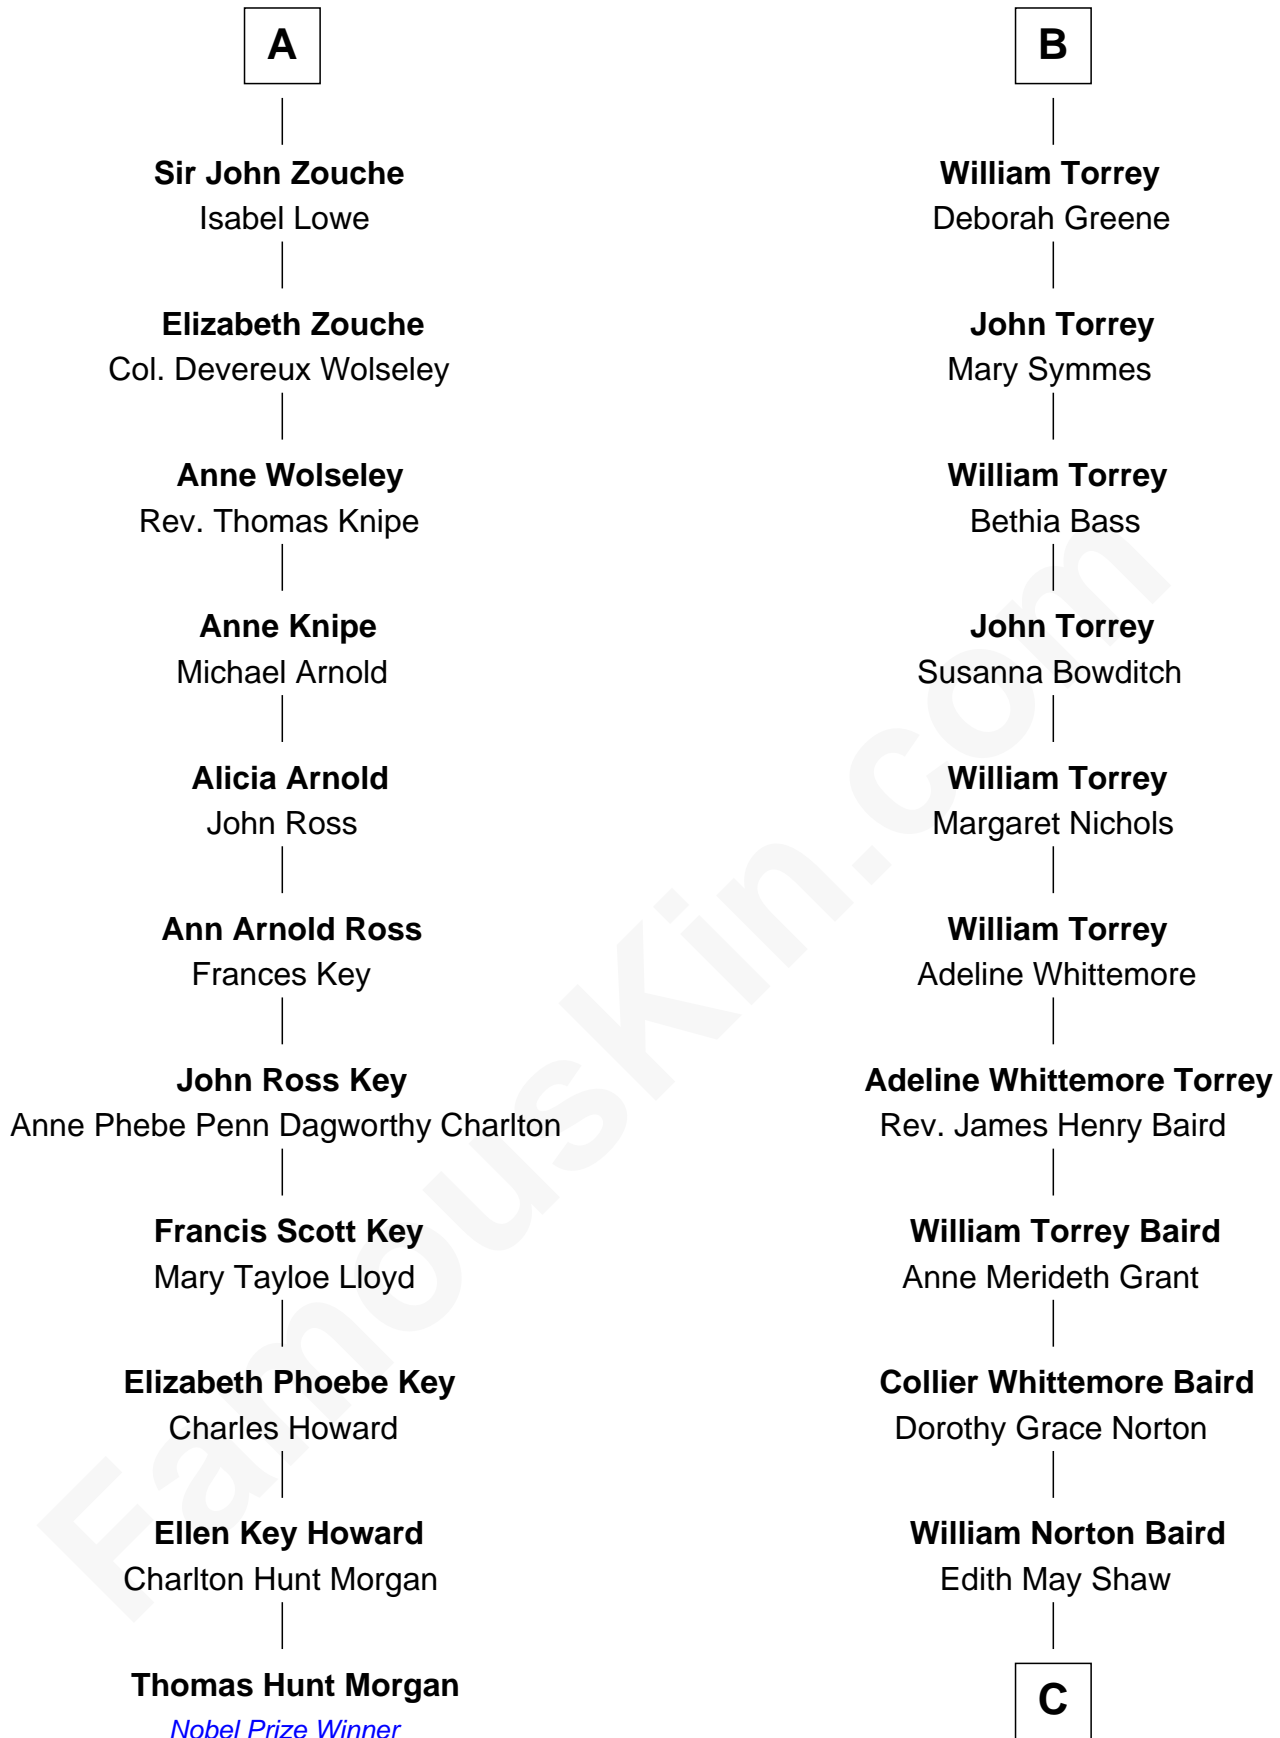 A
Sir John Zouche
Isabel Lowe
Elizabeth Zouche
Col. Devereux Wolseley
Anne Wolseley
Rev. Thomas Knipe
Anne Knipe
Michael Arnold
Alicia Arnold
John Ross
Ann Arnold Ross
Frances Key
John Ross Key
Anne Phebe Penn Dagworthy Charlton
Francis Scott Key
Mary Tayloe Lloyd
Elizabeth Phoebe Key
Charles Howard
Ellen Key Howard
Charlton Hunt Morgan
Thomas Hunt Morgan
Nobel Prize Winner
B
William Torrey
Deborah Greene
John Torrey
Mary Symmes
William Torrey
Bethia Bass
John Torrey
Susanna Bowditch
William Torrey
Margaret Nichols
William Torrey
Adeline Whittemore
Adeline Whittemore Torrey
Rev. James Henry Baird
William Torrey Baird
Anne Merideth Grant
Collier Whittemore Baird
Dorothy Grace Norton
William Norton Baird
Edith May Shaw
C
FamousKin.com